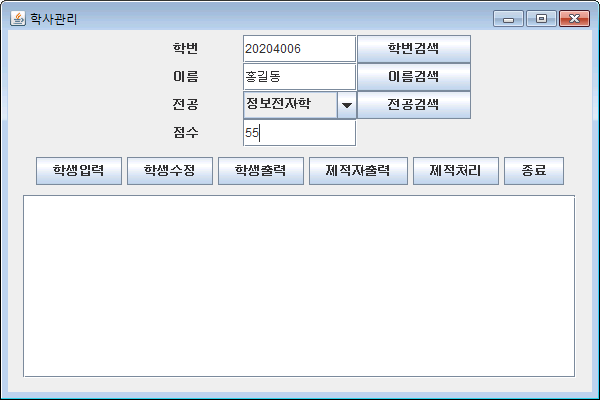 학사관리
학번 20204006 학번검색
이름 홍길동 이름검색
전공 정보전자학 전공검색
점수 55
학생입력 학생수정 학생출력 제적자출력 제적처리 종료